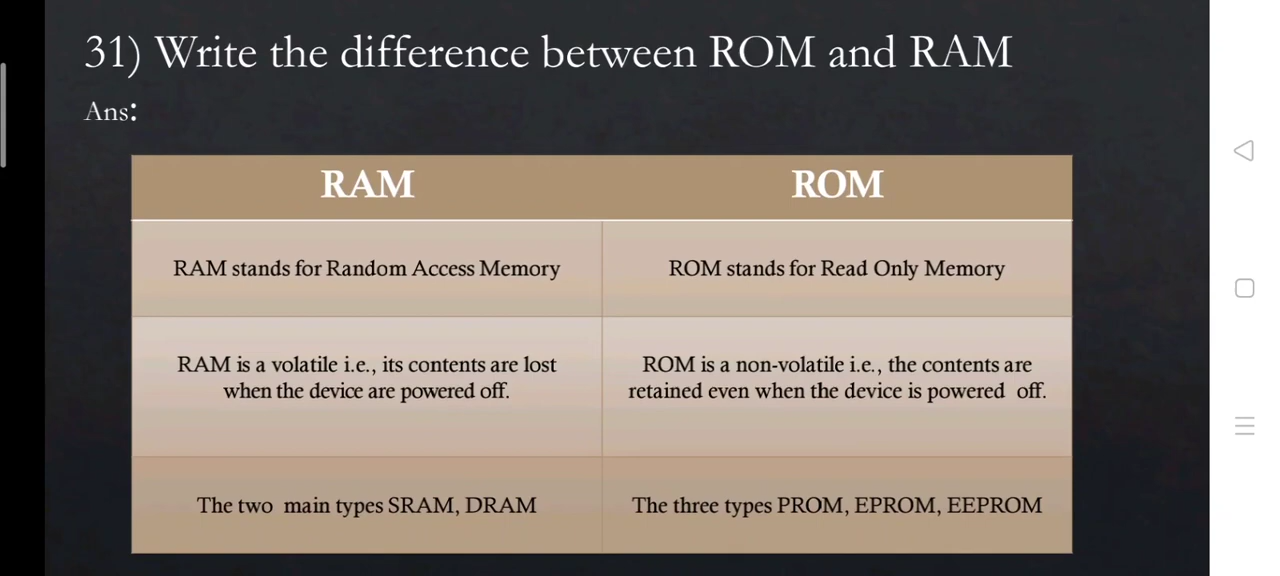 31) Write the difference between ROM and RAM
Ans:
RAM
ROM
RAM stands for Random Access Memory
ROM stands for Read Only Memory
RAM is a volatile i.e., its contents are lost
when the device are powered off.
ROM is a non-volatile i.e., the contents are
retained even when the device is powered off.
The two main types SRAM, DRAM
The three types PROM, EPROM, EEPROM